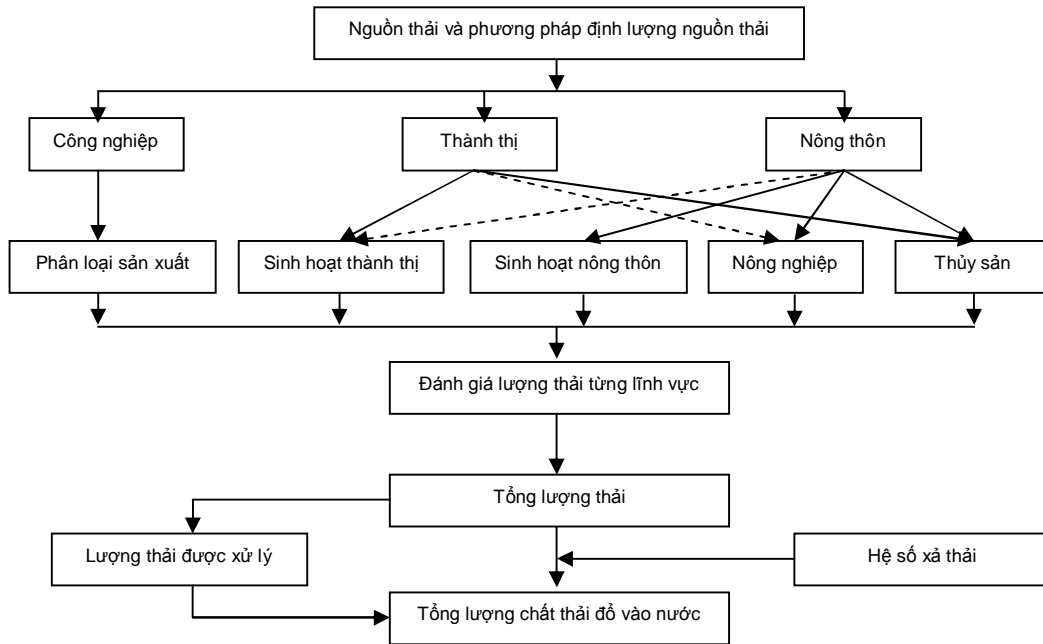 Nguồn thải và phương pháp định lượng nguồn thải
Công nghiệp
Thành thị
Nông thôn
Phân loại sản xuất
Sinh hoạt thành thị
Sinh hoạt nông thôn
Nông nghiệp
Thủy sản
Đánh giá lượng thải từng lĩnh vực
Tổng lượng thải
Lượng thải được xử lý
Hệ số xả thải
Tổng lượng chất thải đổ vào nước